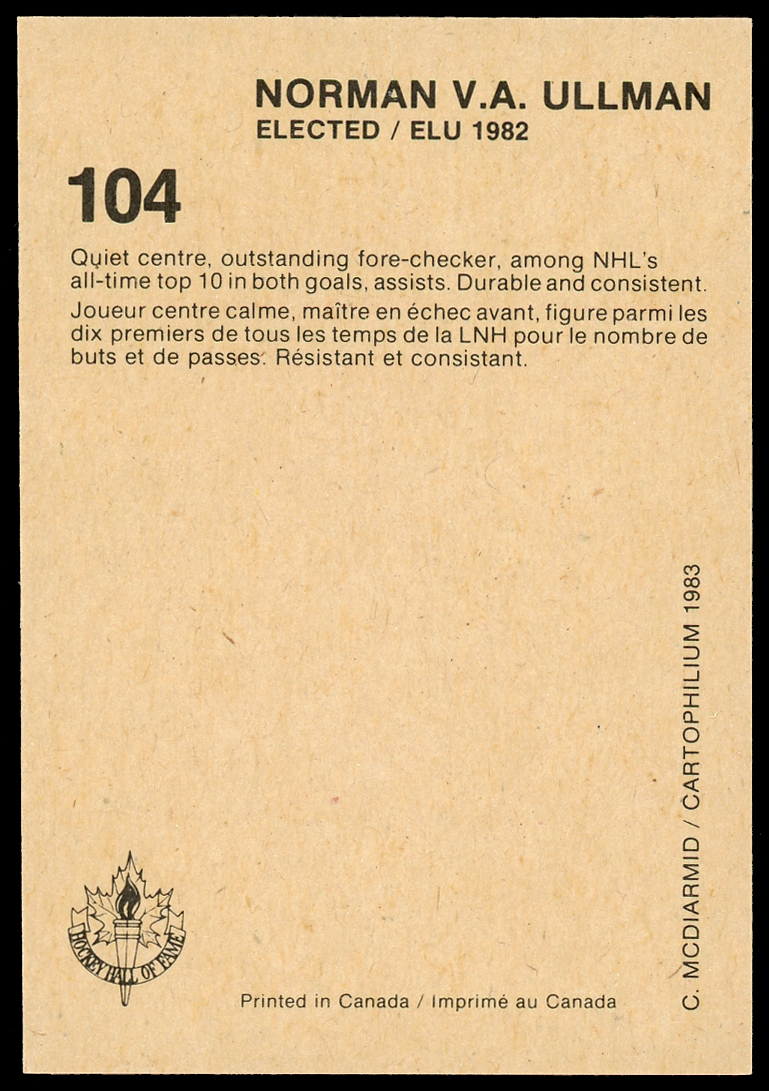 NORMAN V.A. ULLMAN
ELECTED / ELU 1982
104
Quiet centre, outstanding fore-checker, among NHL's
all-time top 10 in both goals, assists. Durable and consistent.
Joueur centre calme, maître en échec avant, figure parmi les
dix premiers de tous les temps de la LNH pour le nombre de
buts et de passes. Résistant et consistant.
C. MCDIARMID / CARTOPHILIUM 1983
HOCKEY HALL OF FAME
Printed in Canada / Imprimé au Canada